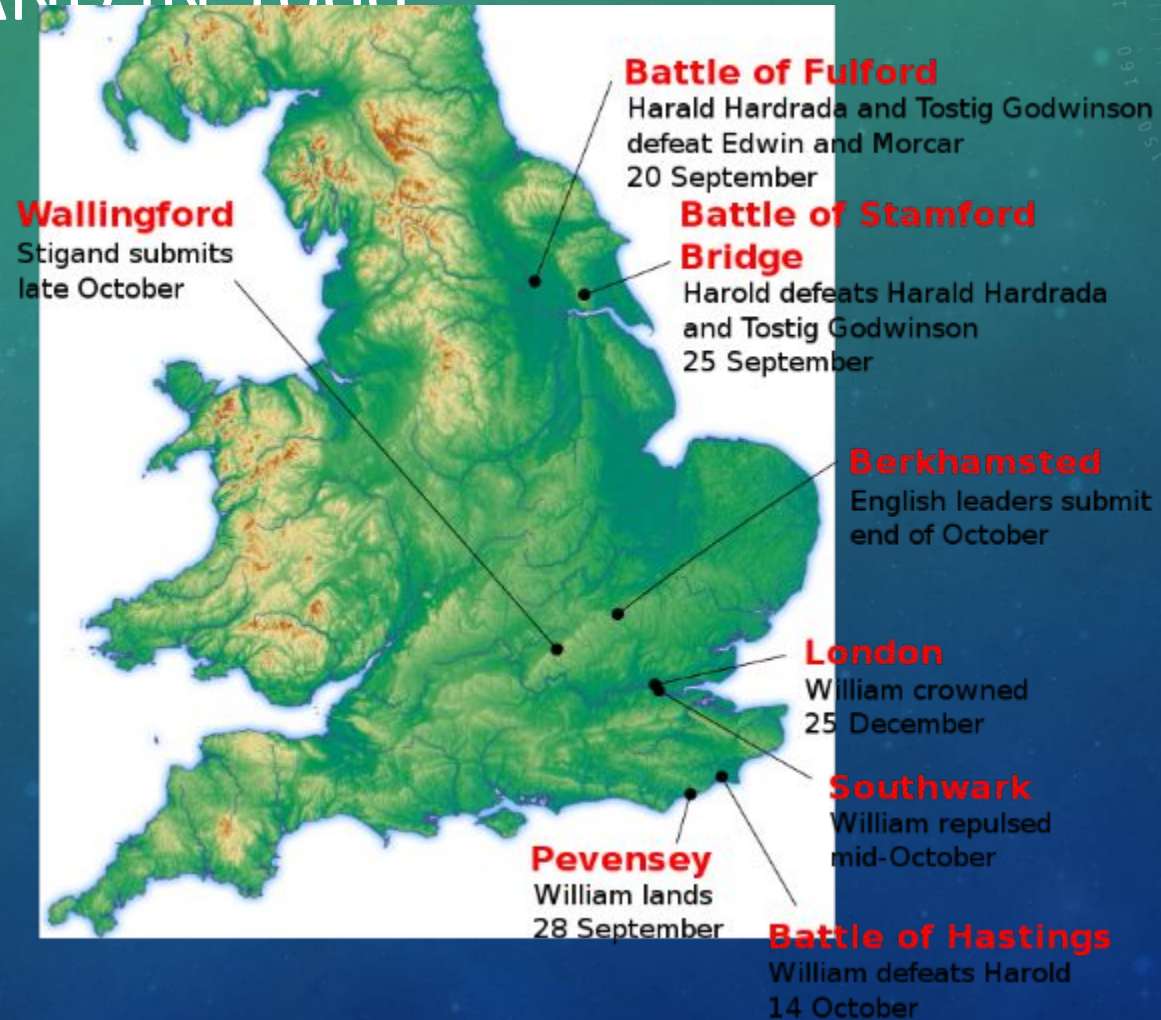 Battle of Fulford
Harald Hardrada and Tostig Godwinson
defeat Edwin and Morcar
20 September
Wallingford
Stigand submits
late October
Battle of Stamford
Bridge
Harold defeats Harald Hardrada
and Tostig Godwinson
25 September
Berkhamsted
English leaders submit
end of October
London
William crowned
25 December
Southwark
William repulsed
mid-October
Pevensey
William lands
28 September
Battle of Hastings
William defeats Harold
14 October
160
150